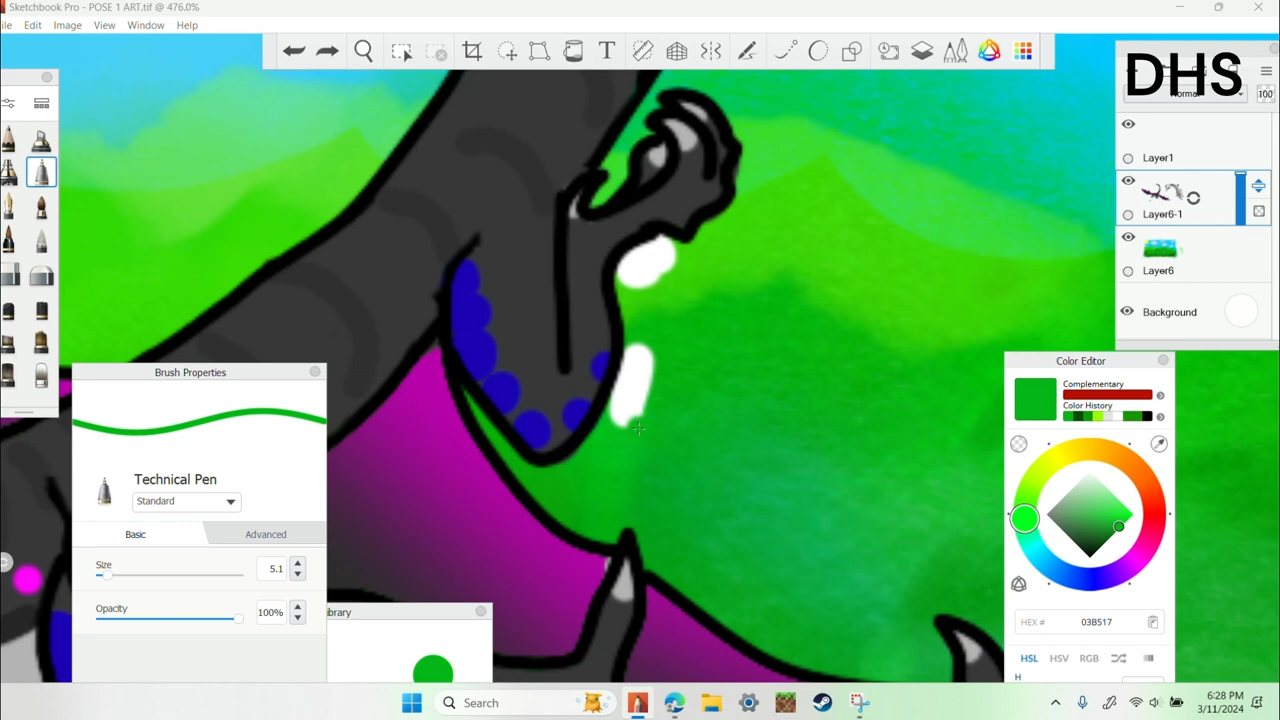 Sketchbook Pro - POSE 1 ART.tif @ 476.0%
ile Edit Image View Window Help
DHS
Normal 100
Layer1
Layer6-1
Layer6
Background
Brush Properties
Technical Pen
Standard
Basic Advanced
Size 5.1
Opacity 100%
ibrary
Color Editor
Complementary
Color History
HEX # 03B517
HSL HSV RGB
H
Search
6:28 PM
3/11/2024